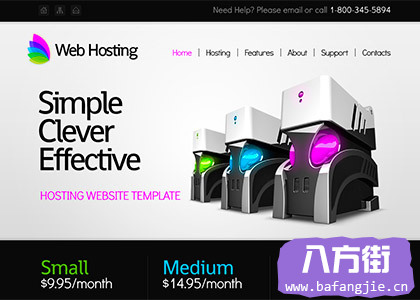 Need Help? Please email or call 1-800-345-5894
Web Hosting
Home | Hosting | Features | About | Support | Contacts
Simple
Clever
Effective
HOSTING WEBSITE TEMPLATE
Small
$9.95/month
Medium
$14.95/month
八方街
www.bafangjie.cn